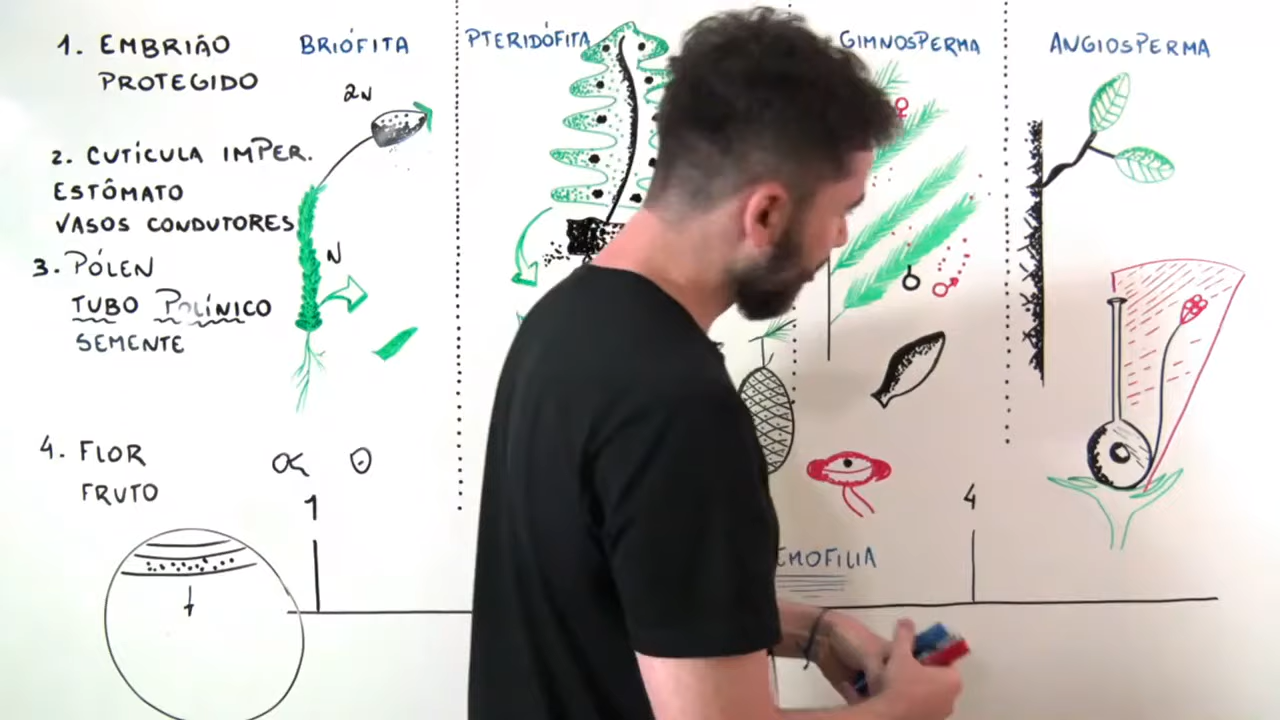 1. EMBRIÃO
PROTEGIDO
2. CUTÍCULA IMPER.
ESTÔMATO
VASOS CONDUTORES
3. PÓLEN
TUBO POLÍNICO
SEMENTE
4. FLOR
FRUTO
BRIÓFITA
2N
N
1
PTERIDÓFITA
GIMNOSPERMA
♀
♂
4
ANGIOSPERMA